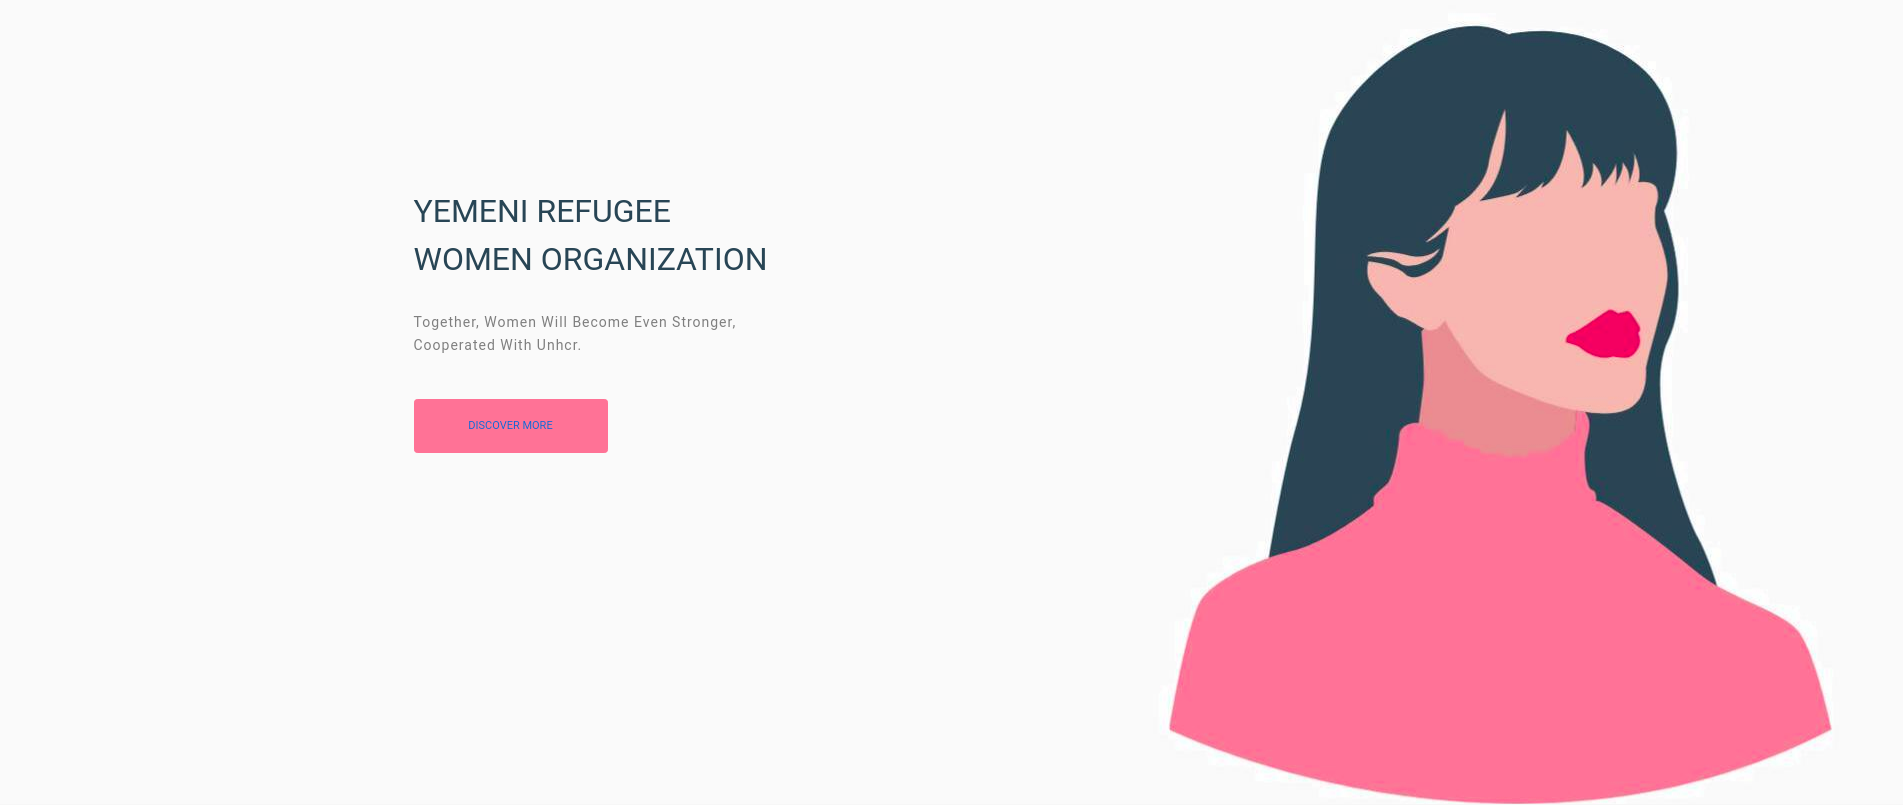 YEMENI REFUGEE
WOMEN ORGANIZATION
Together, Women Will Become Even Stronger,
Cooperated With Unhcr.
DISCOVER MORE